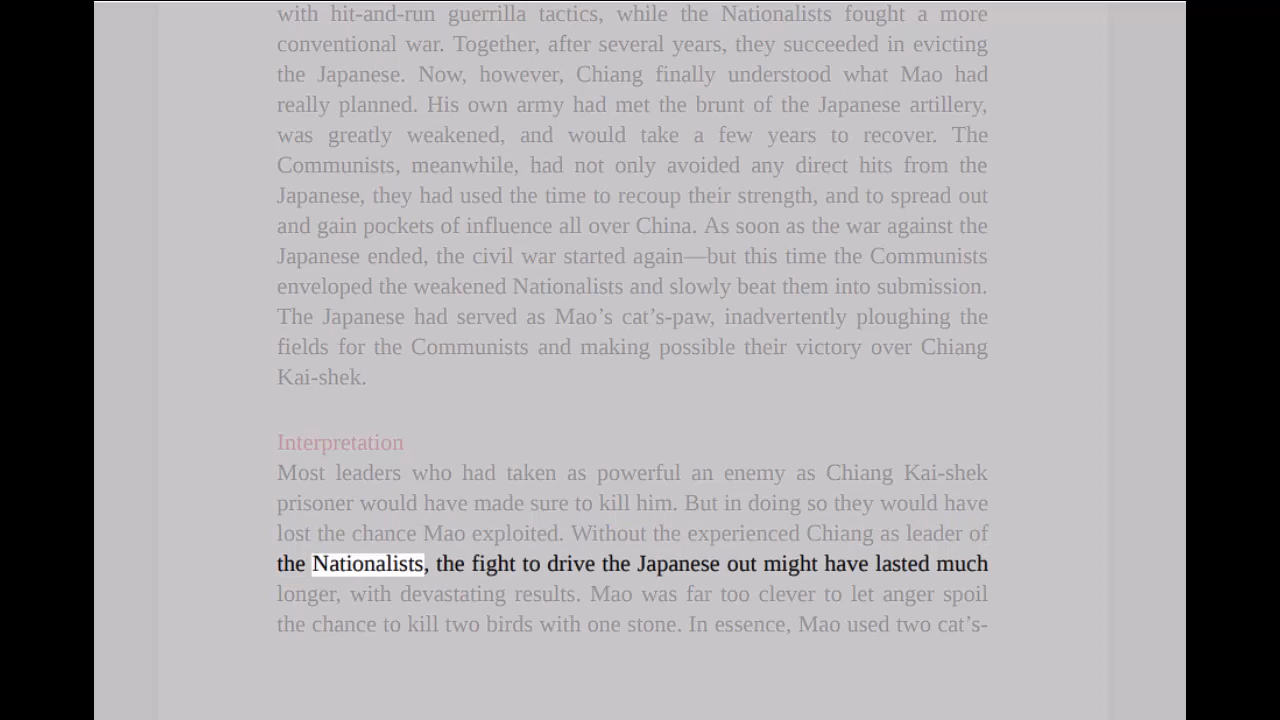 with hit-and-run guerrilla tactics, while the Nationalists fought a more
conventional war. Together, after several years, they succeeded in evicting
the Japanese. Now, however, Chiang finally understood what Mao had
really planned. His own army had met the brunt of the Japanese artillery,
was greatly weakened, and would take a few years to recover. The
Communists, meanwhile, had not only avoided any direct hits from the
Japanese, they had used the time to recoup their strength, and to spread out
and gain pockets of influence all over China. As soon as the war against the
Japanese ended, the civil war started again—but this time the Communists
enveloped the weakened Nationalists and slowly beat them into submission.
The Japanese had served as Mao’s cat’s-paw, inadvertently ploughing the
fields for the Communists and making possible their victory over Chiang
Kai-shek.
Interpretation
Most leaders who had taken as powerful an enemy as Chiang Kai-shek
prisoner would have made sure to kill him. But in doing so they would have
lost the chance Mao exploited. Without the experienced Chiang as leader of
the Nationalists, the fight to drive the Japanese out might have lasted much
longer, with devastating results. Mao was far too clever to let anger spoil
the chance to kill two birds with one stone. In essence, Mao used two cat’s-